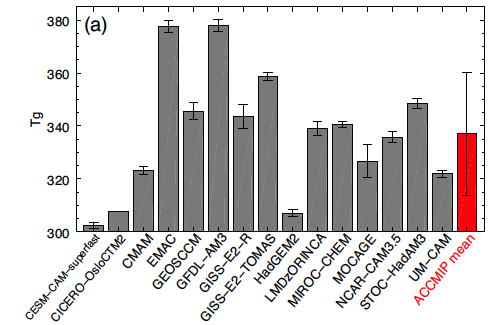 (a)
Tg
380
360
340
320
300
CESM-CAM-superfast
CICERO-OsloCTM2
CMAM
EMAC
GEOSCCM
GFDL-AM3
GISS-E2-R
GISS-E2-TOMAS
HadGEM2
LMDzORINCA
MIROC-CHEM
MOCAGE
NCAR-CAM3.5
STOC-HadAM3
UM-CAM
ACCMIP mean